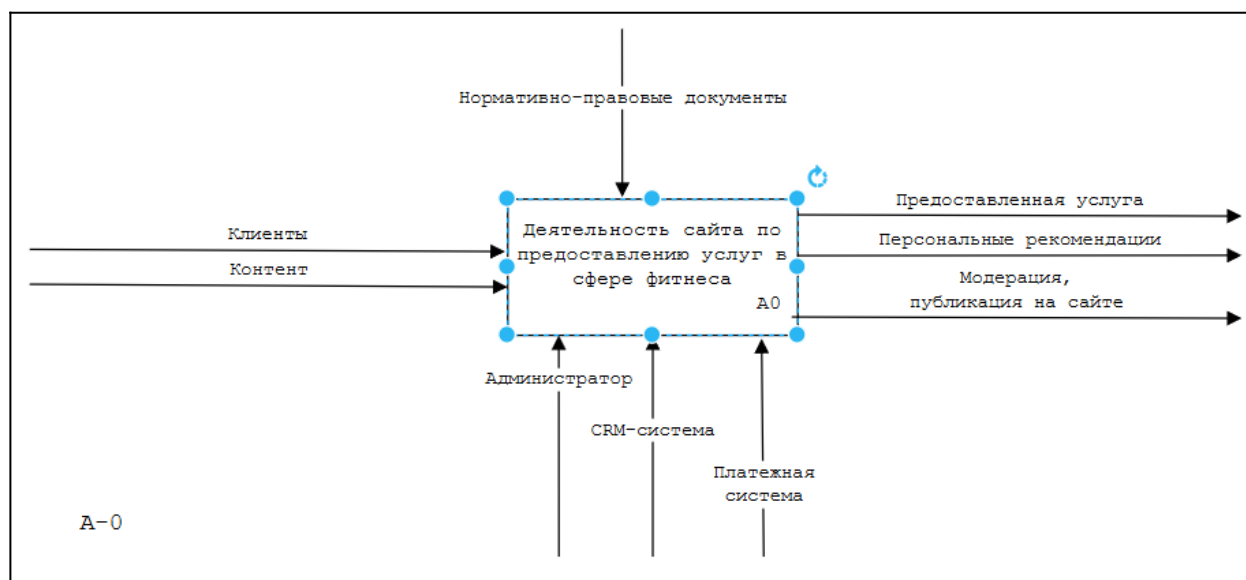 Нормативно-правовые документы
Предоставленная услуга
Клиенты
Деятельность сайта по
предоставлению услуг в
сфере фитнеса
Персональные рекомендации
Контент
Модерация,
публикация на сайте
A0
Администратор
CRM-система
Платежная
система
A-0